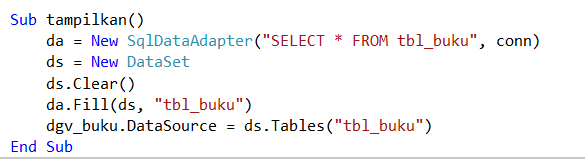 Sub tampilkan()
    da = New SqlDataAdapter("SELECT * FROM tbl_buku", conn)
    ds = New DataSet
    ds.Clear()
    da.Fill(ds, "tbl_buku")
    dgv_buku.DataSource = ds.Tables("tbl_buku")
End Sub